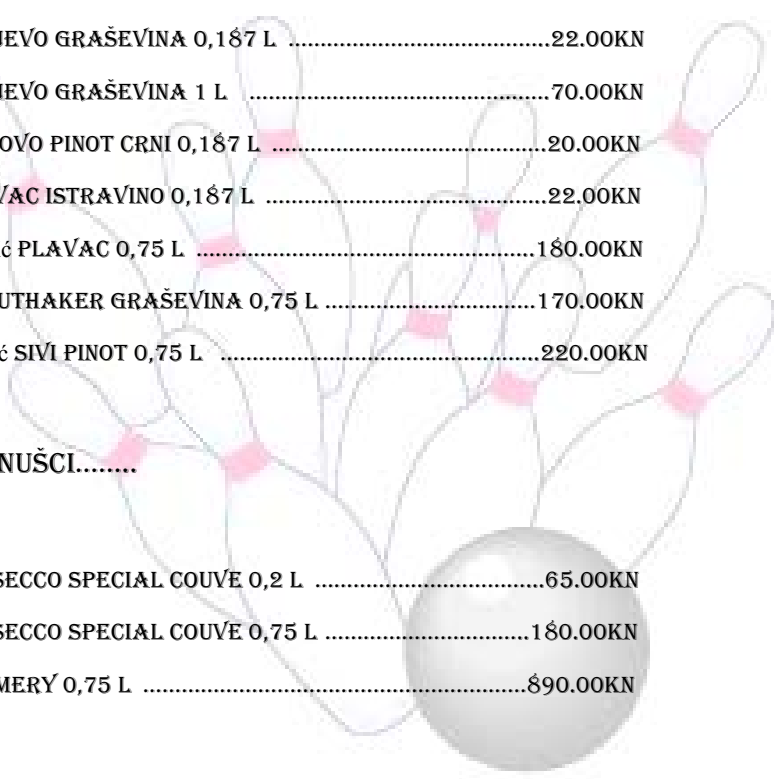 JEVO GRAŠEVINA 0,187 L ........................................22.00KN
JEVO GRAŠEVINA 1 L ..............................................70.00KN
OVO PINOT CRNI 0,187 L ..........................................20.00KN
VAC ISTRAVINO 0,187 L ...........................................22.00KN
ić PLAVAC 0,75 L ....................................................180.00KN
UTHAKER GRAŠEVINA 0,75 L ................................170.00KN
ć SIVI PINOT 0,75 L .................................................220.00KN
NUŠCI........
SECCO SPECIAL COUVE 0,2 L ...................................65.00KN
SECCO SPECIAL COUVE 0,75 L ...............................180.00KN
MERY 0,75 L ...........................................................890.00KN